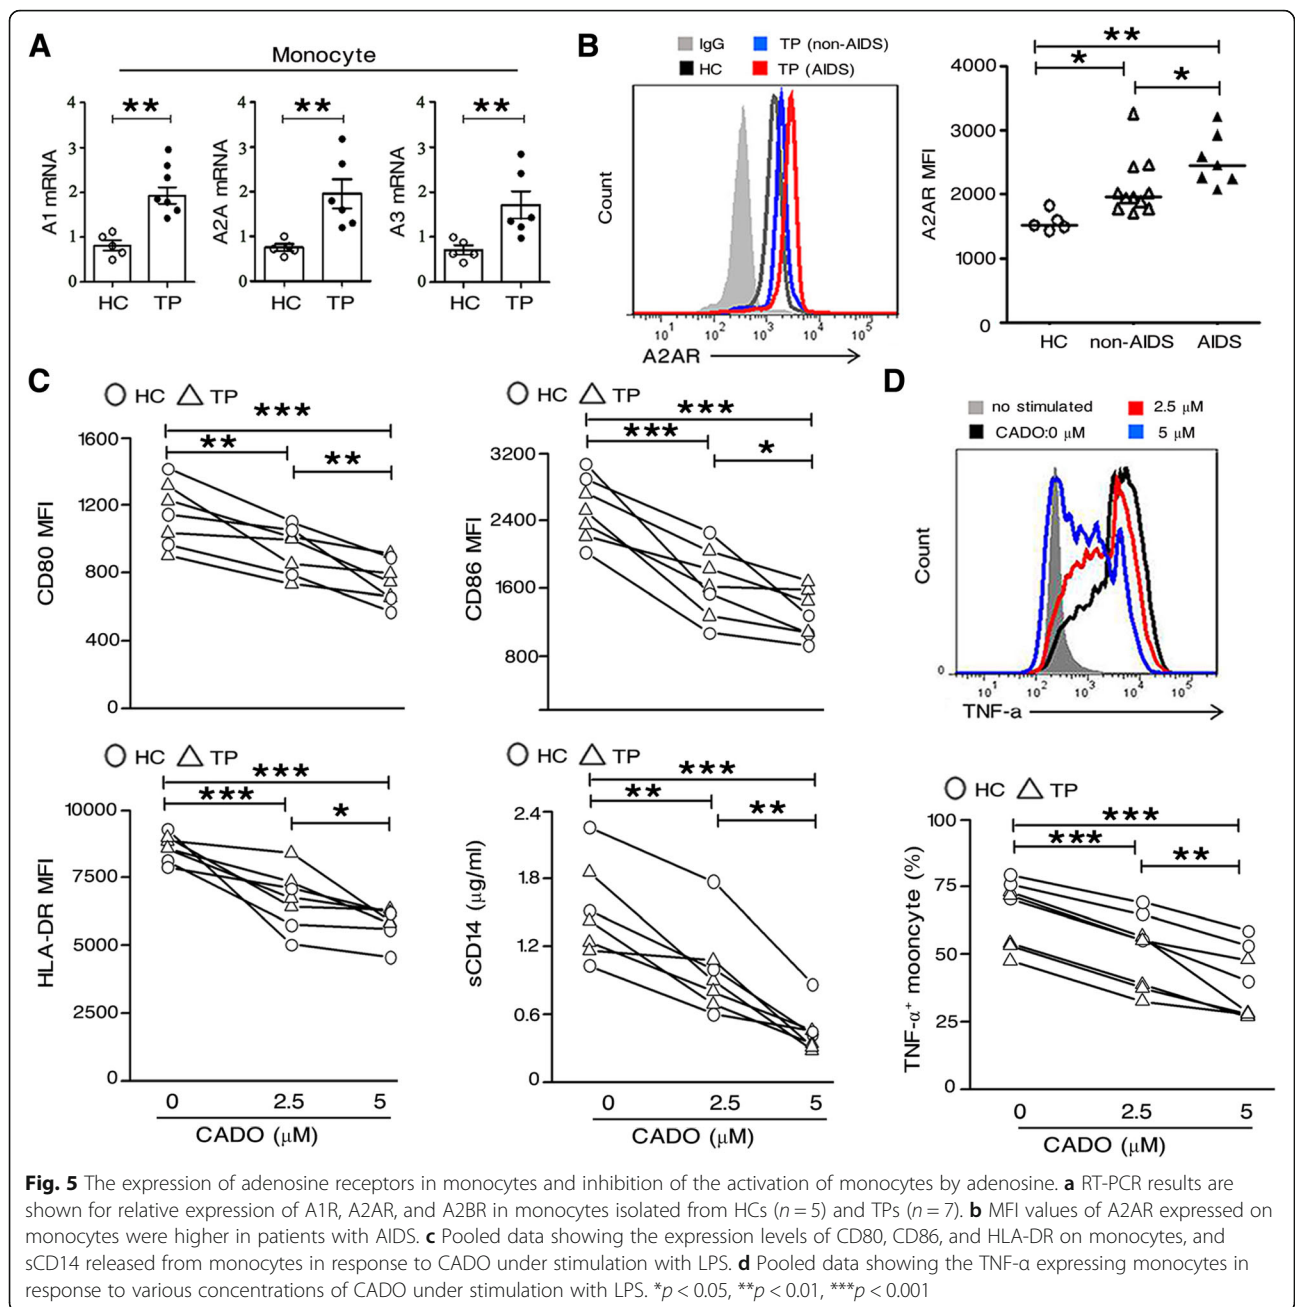 A
Monocyte
A1 mRNA
4
3
2
1
0
**
HC TP
A2A mRNA
4
3
2
1
0
**
HC TP
A3 mRNA
4
3
2
1
0
**
HC TP
B
IgG TP (non-AIDS)
HC TP (AIDS)
Count
10¹ 10² 10³ 10⁴ 10⁵
A2AR
**
* *
A2AR MFI
4000
3000
2000
1000
0
HC non-AIDS AIDS
C
HC TP
***
** **
CD80 MFI
1600
1200
800
400
0
HC TP
***
*** *
CD86 MFI
3200
2400
1600
800
D
no stimulated 2.5 μM
CADO:0 μM 5 μM
Count
0
10¹ 10² 10³ 10⁴ 10⁵
TNF-a
HC TP
***
*** *
HLA-DR MFI
10000
7500
5000
2500
0
0 2.5 5
CADO (μM)
HC TP
***
** **
sCD14 (μg/ml)
2.4
1.8
1.2
0.6
0
0 2.5 5
CADO (μM)
HC TP
***
*** **
TNF-α⁺ mooncyte (%)
100
75
50
25
0
0 2.5 5
CADO (μM)
Fig. 5 The expression of adenosine receptors in monocytes and inhibition of the activation of monocytes by adenosine. a RT-PCR results are
shown for relative expression of A1R, A2AR, and A2BR in monocytes isolated from HCs (n = 5) and TPs (n = 7). b MFI values of A2AR expressed on
monocytes were higher in patients with AIDS. c Pooled data showing the expression levels of CD80, CD86, and HLA-DR on monocytes, and
sCD14 released from monocytes in response to CADO under stimulation with LPS. d Pooled data showing the TNF-α expressing monocytes in
response to various concentrations of CADO under stimulation with LPS. *p < 0.05, **p < 0.01, ***p < 0.001